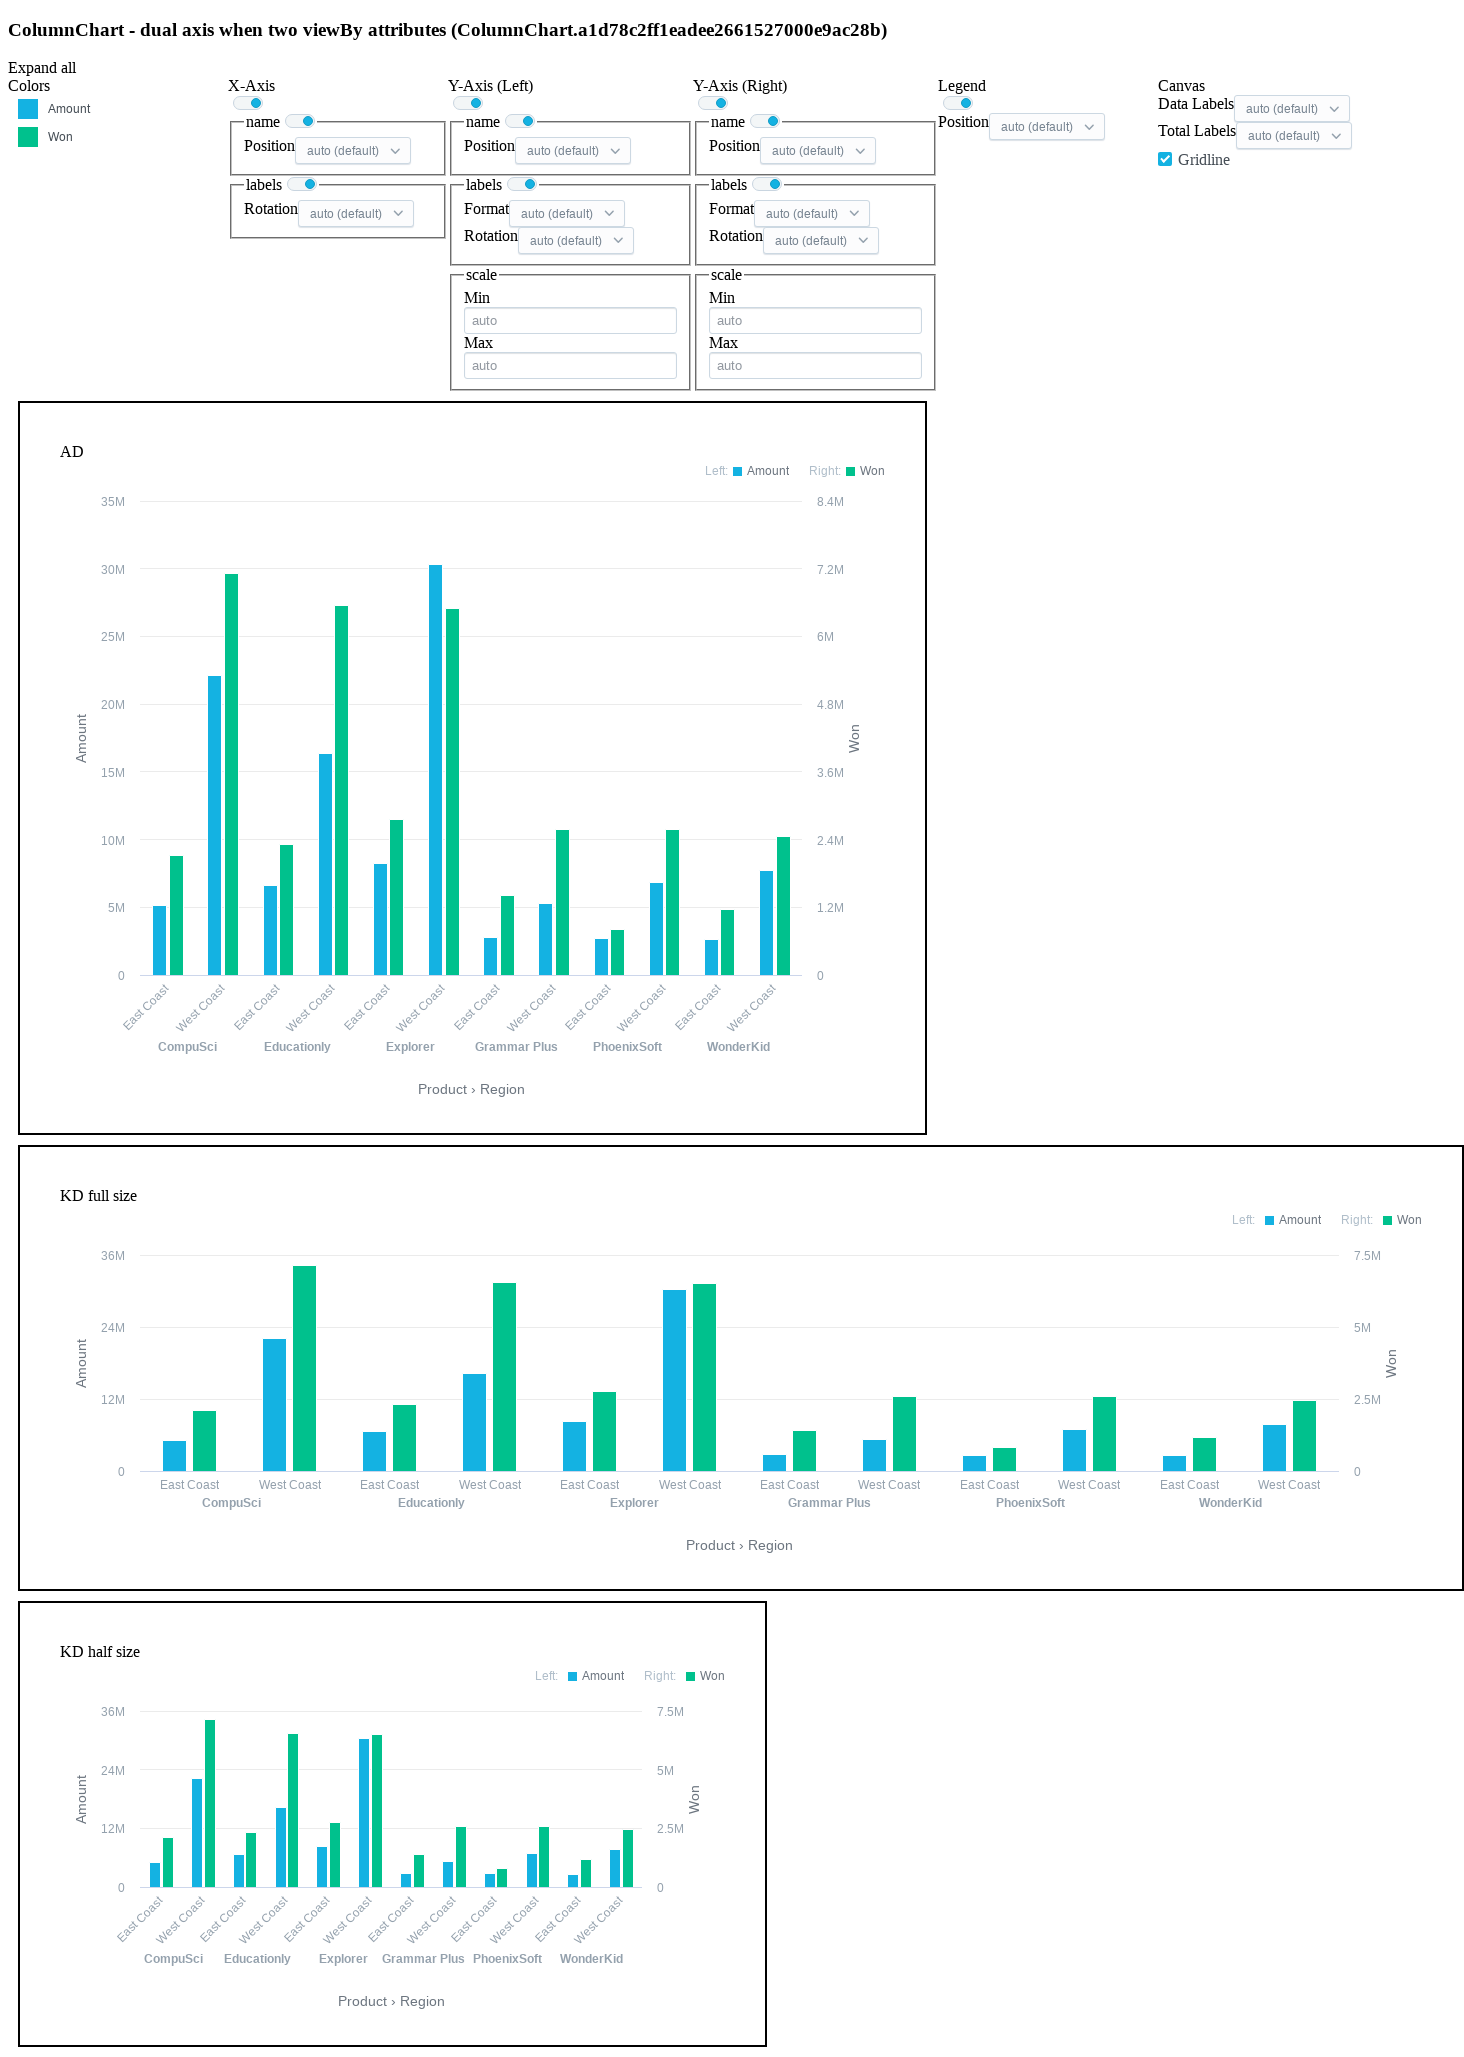 ColumnChart - dual axis when two viewBy attributes (ColumnChart.a1d78c2ff1eadee2661527000e9ac28b)
Expand all
Colors
Amount
Won
X-Axis
name
Position auto (default)
labels
Rotation auto (default)
Y-Axis (Left)
name
Position auto (default)
labels
Format auto (default)
Rotation auto (default)
scale
Min
auto
Max
auto
Y-Axis (Right)
name
Position auto (default)
labels
Format auto (default)
Rotation auto (default)
scale
Min
auto
Max
auto
Legend
Position auto (default)
Canvas
Data Labels auto (default)
Total Labels auto (default)
Gridline
AD
Left: Amount Right: Won
35M 8.4M
30M 7.2M
25M 6M
20M 4.8M
Amount Won
15M 3.6M
10M 2.4M
5M 1.2M
0 0
East Coast West Coast East Coast West Coast East Coast West Coast East Coast West Coast East Coast West Coast East Coast West Coast
CompuSci Educationly Explorer Grammar Plus PhoenixSoft WonderKid
Product › Region
KD full size
Left: Amount Right: Won
36M 7.5M
24M 5M
Amount Won
12M 2.5M
0 0
East Coast West Coast East Coast West Coast East Coast West Coast East Coast West Coast East Coast West Coast East Coast West Coast
CompuSci Educationly Explorer Grammar Plus PhoenixSoft WonderKid
Product › Region
KD half size
Left: Amount Right: Won
36M 7.5M
24M 5M
Amount Won
12M 2.5M
0 0
East Coast West Coast East Coast West Coast East Coast West Coast East Coast West Coast East Coast West Coast East Coast West Coast
CompuSci Educationly Explorer Grammar Plus PhoenixSoft WonderKid
Product › Region